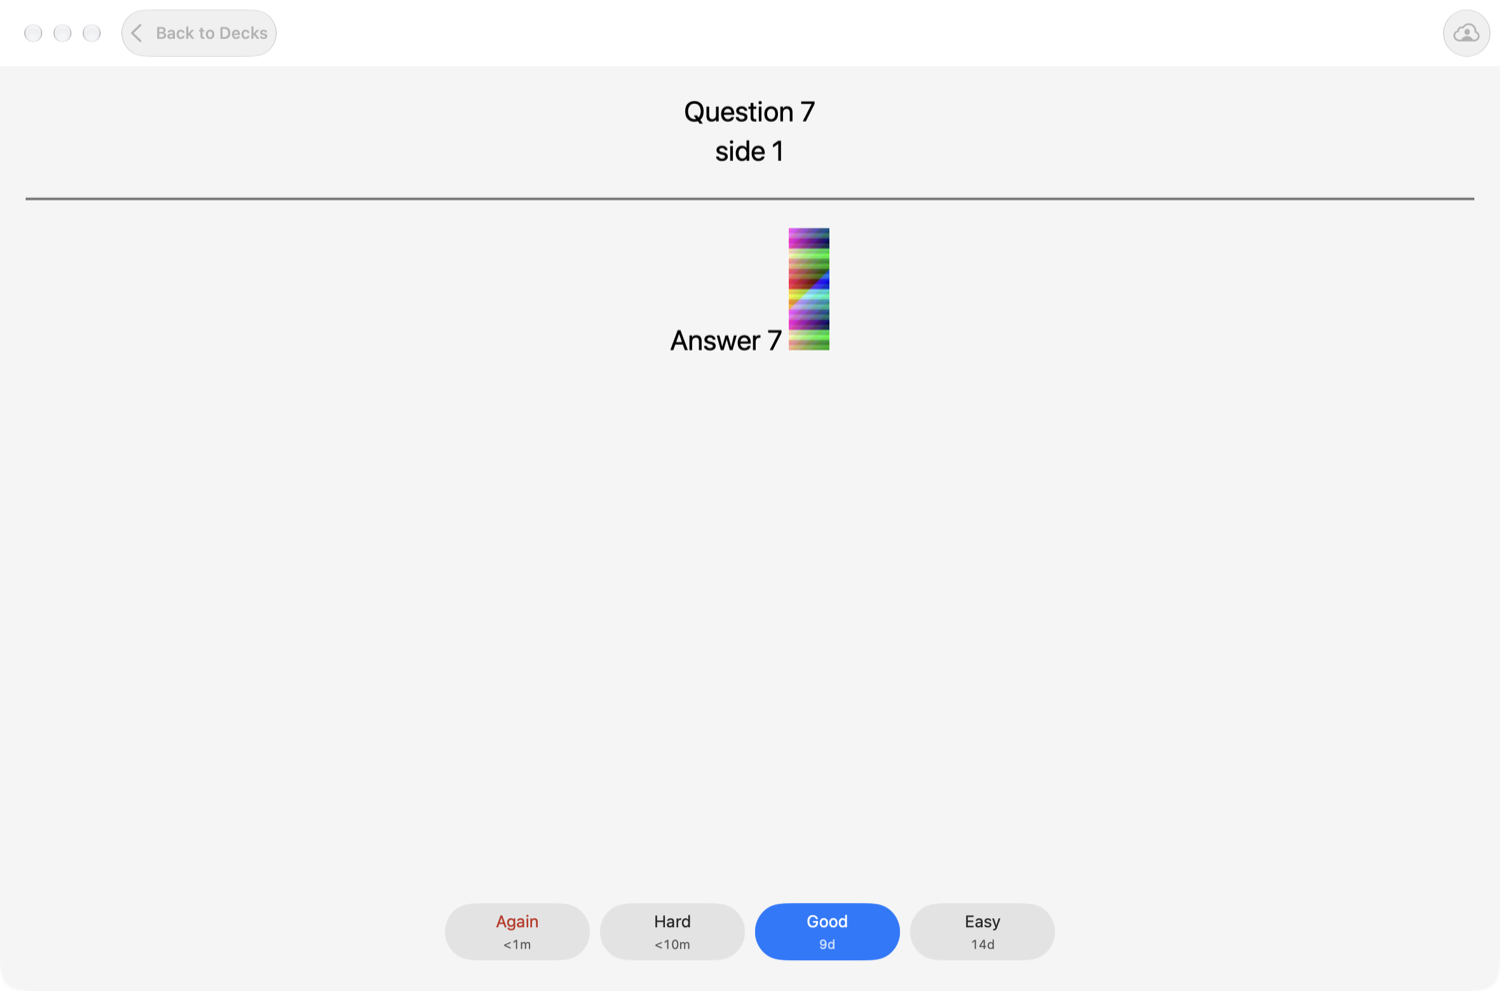 Back to Decks
Question 7
side 1
Answer 7
Again
<1m
Hard
<10m
Good
9d
Easy
14d